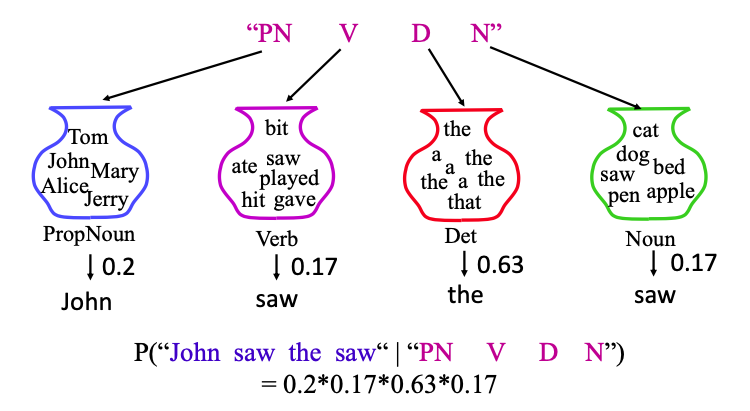 “PN V D N”
Tom
John Mary
Alice Jerry
bit
ate saw
played
hit gave
the
a the
a
the a the
that
cat
dog bed
saw
pen apple
PropNoun Verb Det Noun
0.2 0.17 0.63 0.17
John saw the saw
P(“John saw the saw“ | “PN V D N”)
= 0.2*0.17*0.63*0.17